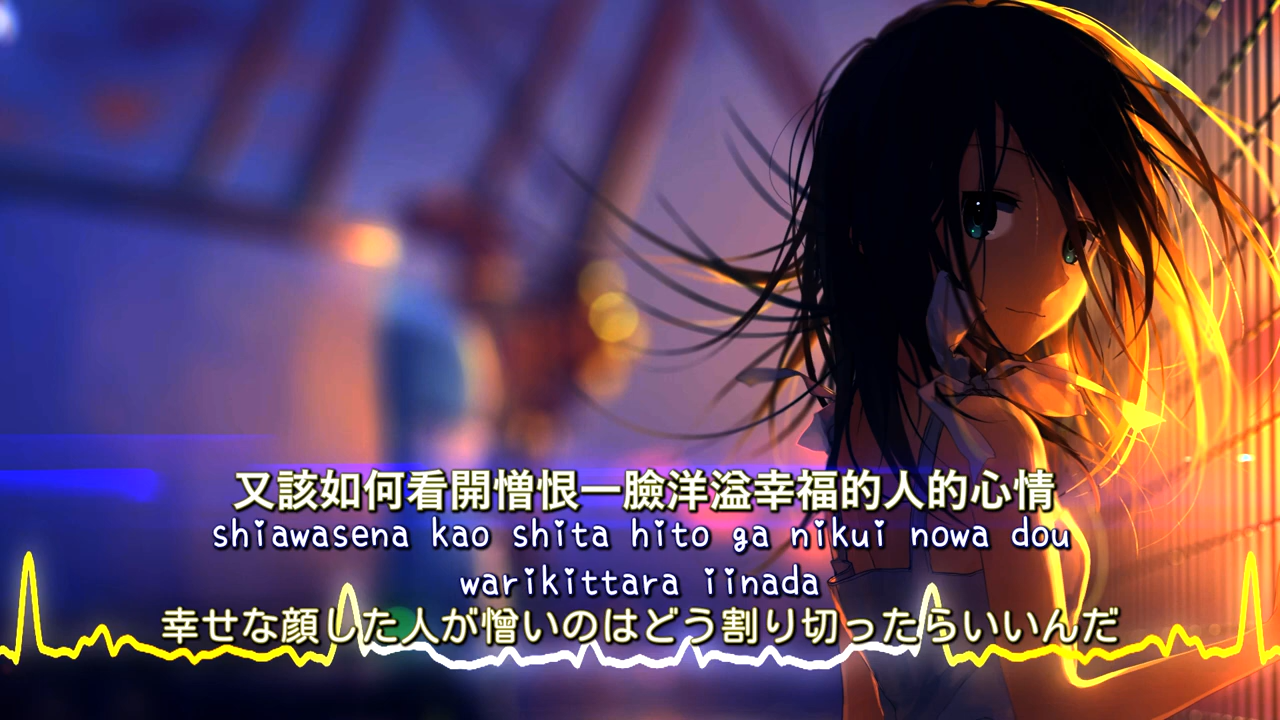 又該如何看開憎恨一臉洋溢幸福的人的心情
shiawasena kao shita hito ga nikui nowa dou
warikittara iinada
幸せな顔した人が憎いのはどう割り切ったらいいんだ